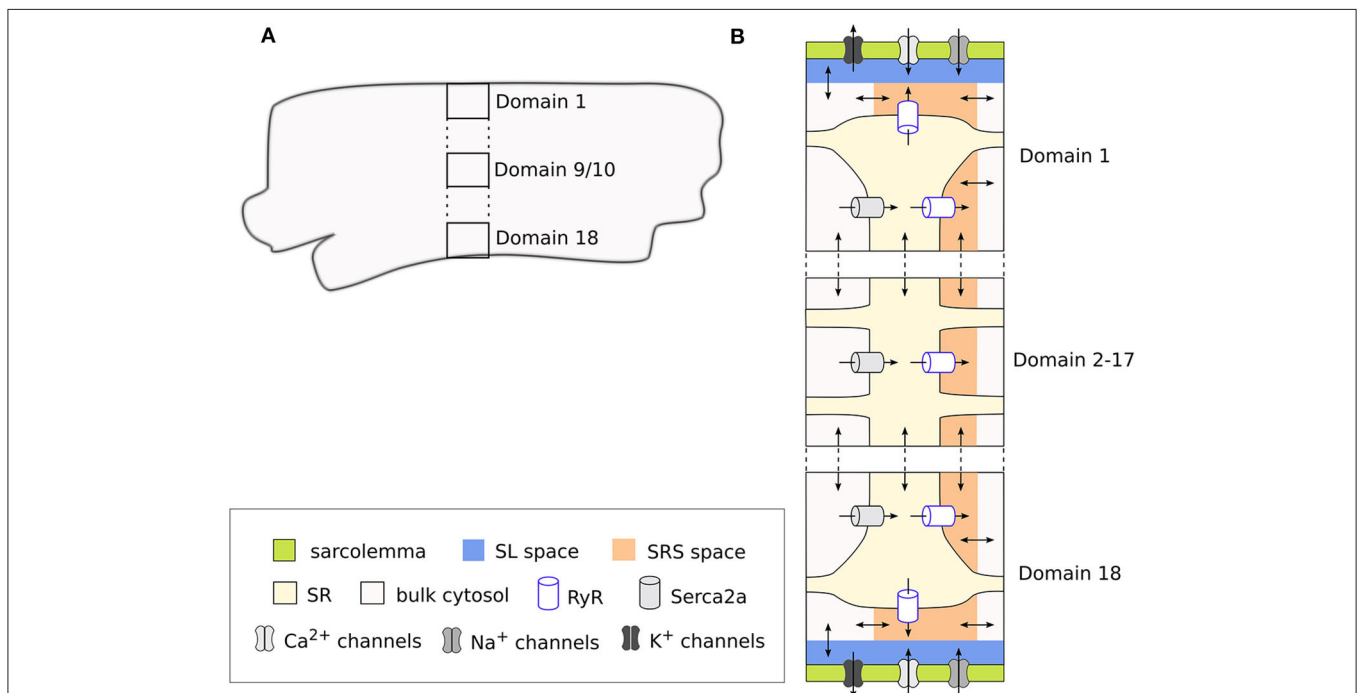 A
B
Domain 1
Domain 9/10
Domain 18
Domain 1
Domain 2-17
Domain 18
sarcolemma SL space SRS space
SR bulk cytosol RyR Serca2a
Ca²⁺ channels Na⁺ channels K⁺ channels